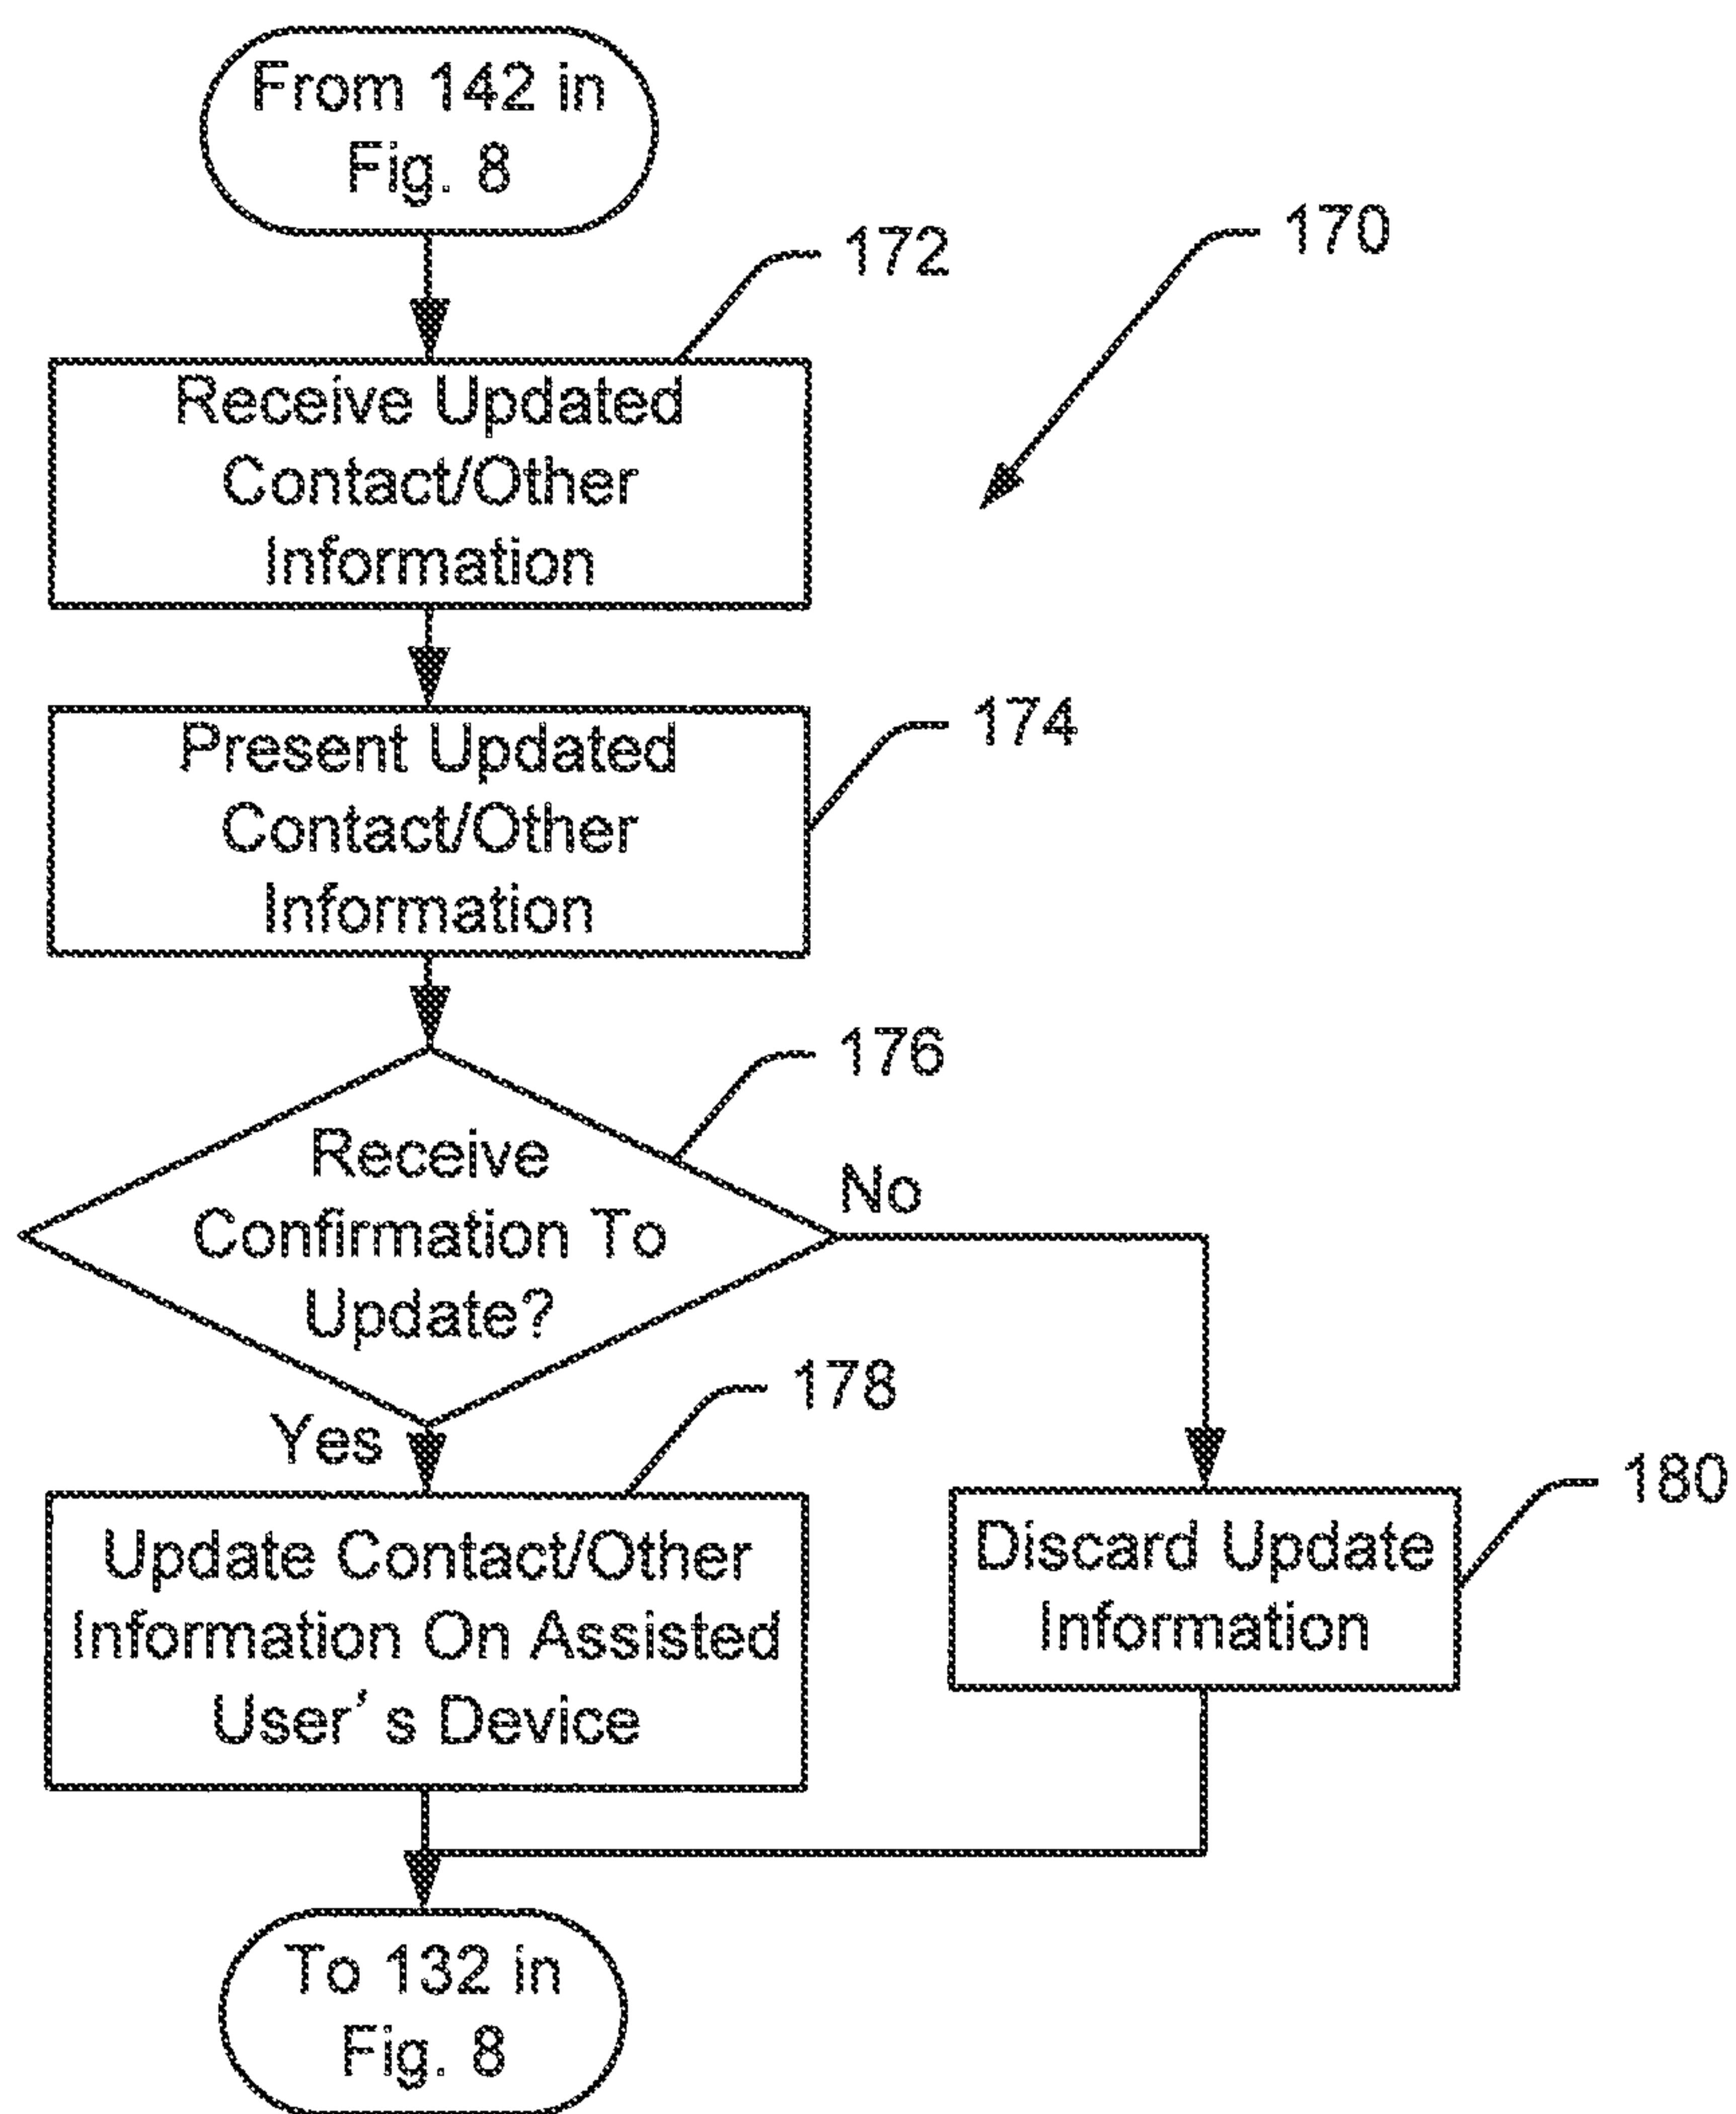 From 142 in
Fig. 8
172
170
Receive Updated
Contact/Other
Information
174
Present Updated
Contact/Other
Information
176
Receive
Confirmation To
Update?
No
Yes
178
180
Update Contact/Other
Information On Assisted
User's Device
Discard Update
Information
To 132 in
Fig. 8